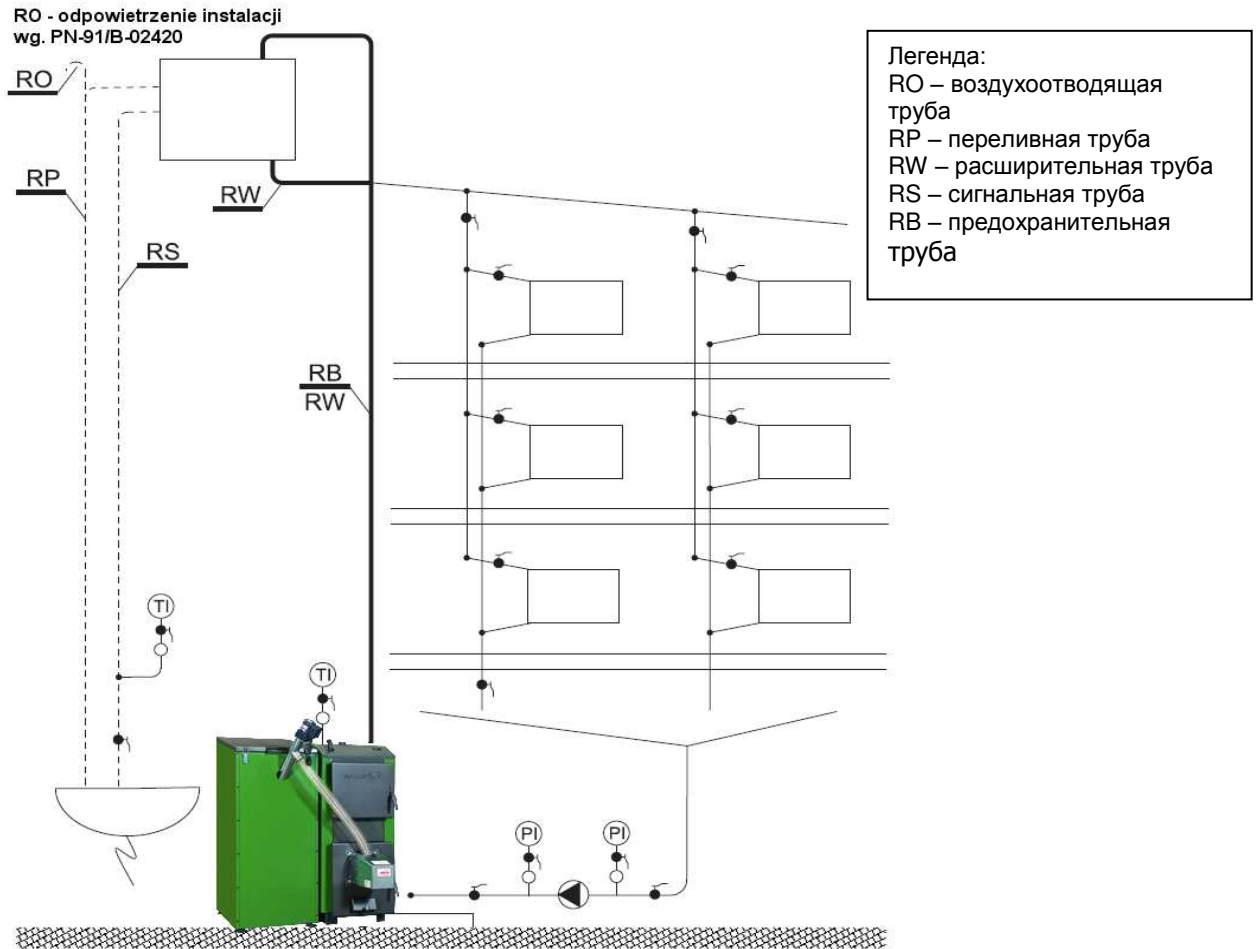 RO - odpowietrzenie instalacji
wg. PN-91/B-02420
RO
RP
RW
RS
RB
RW
TI
TI
PI
PI
Легенда:
RO – воздухоотводящая
труба
RP – переливная труба
RW – расширительная труба
RS – сигнальная труба
RB – предохранительная
труба